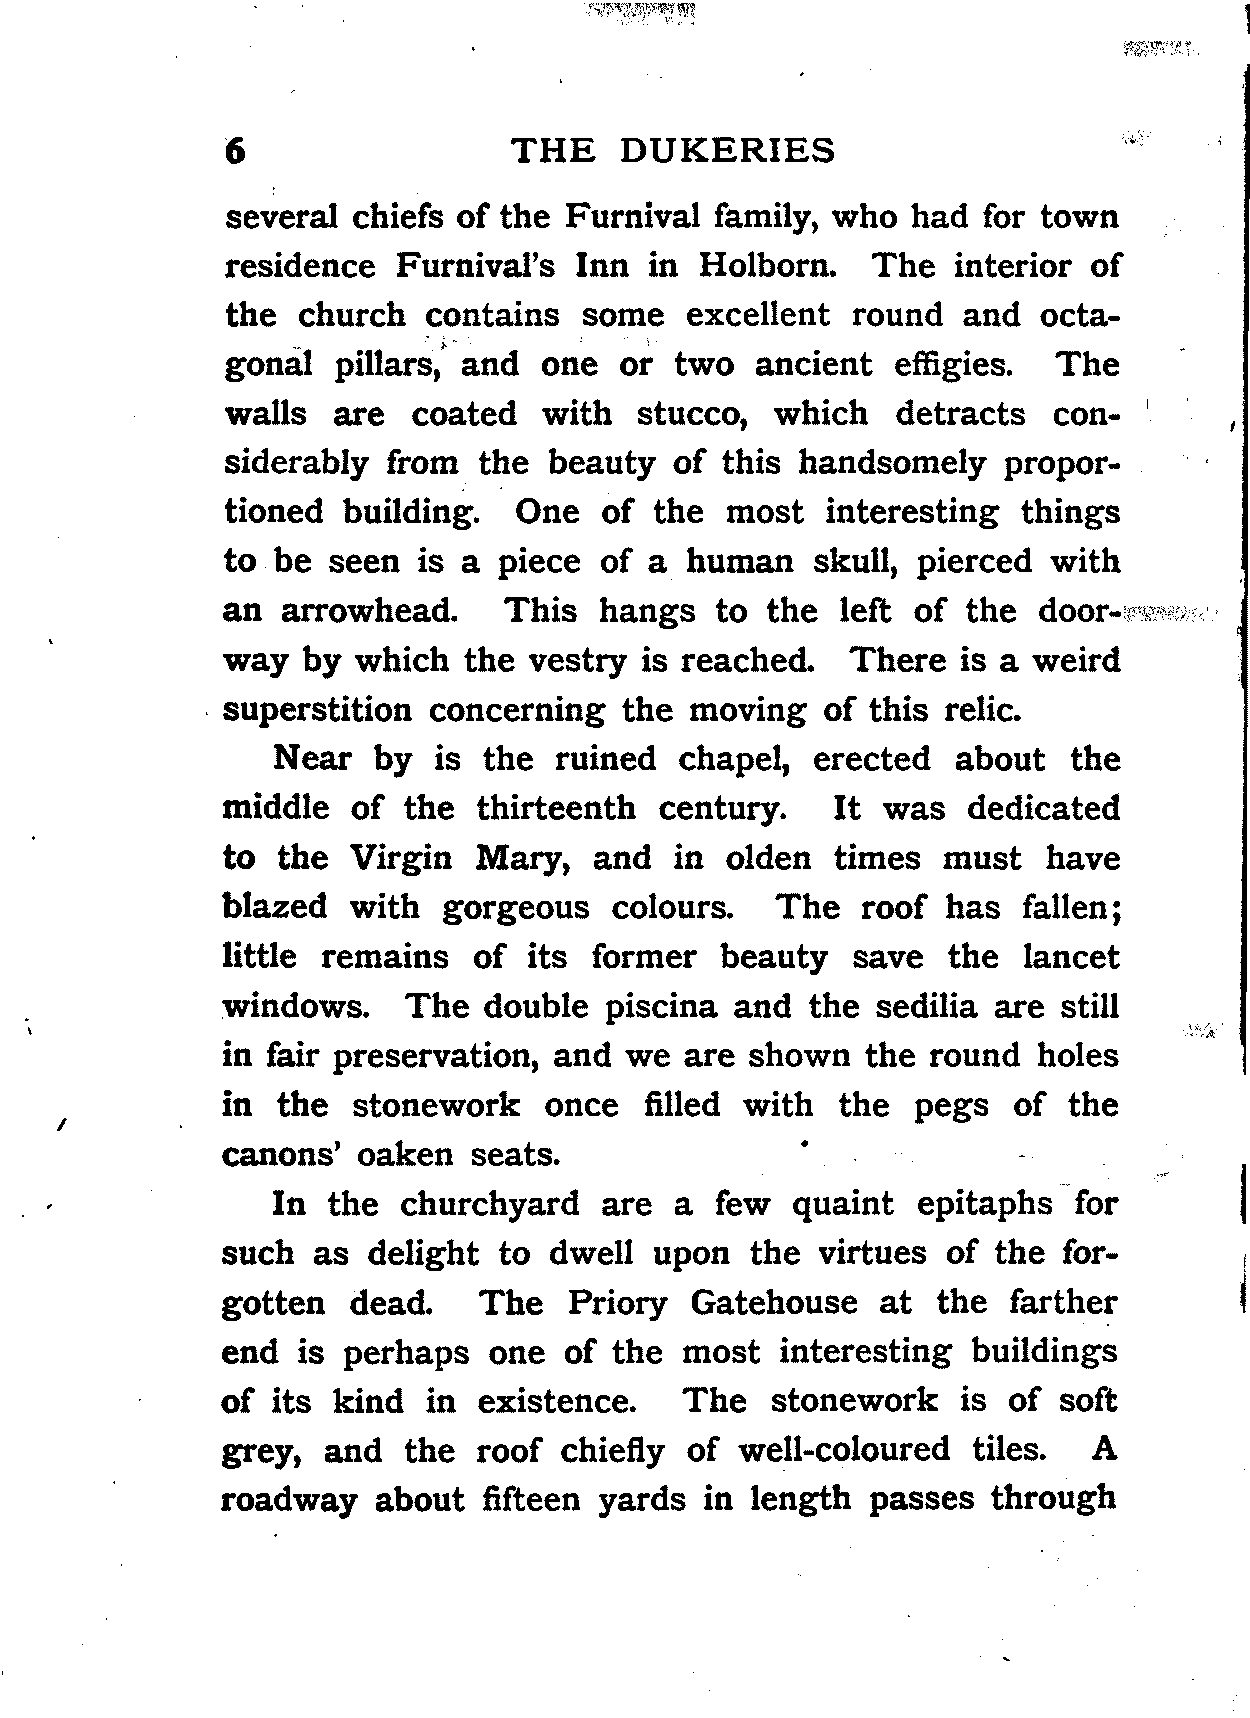 6 THE DUKERIES
several chiefs of the Furnival family, who had for town
residence Furnival's Inn in Holborn. The interior of
the church contains some excellent round and octa-
gonal pillars, and one or two ancient effigies. The
walls are coated with stucco, which detracts con-
siderably from the beauty of this handsomely propor-
tioned building. One of the most interesting things
to be seen is a piece of a human skull, pierced with
an arrowhead. This hangs to the left of the door-
way by which the vestry is reached. There is a weird
superstition concerning the moving of this relic.
Near by is the ruined chapel, erected about the
middle of the thirteenth century. It was dedicated
to the Virgin Mary, and in olden times must have
blazed with gorgeous colours. The roof has fallen;
little remains of its former beauty save the lancet
windows. The double piscina and the sedilia are still
in fair preservation, and we are shown the round holes
in the stonework once filled with the pegs of the
canons' oaken seats.
In the churchyard are a few quaint epitaphs for
such as delight to dwell upon the virtues of the for-
gotten dead. The Priory Gatehouse at the farther
end is perhaps one of the most interesting buildings
of its kind in existence. The stonework is of soft
grey, and the roof chiefly of well-coloured tiles. A
roadway about fifteen yards in length passes through